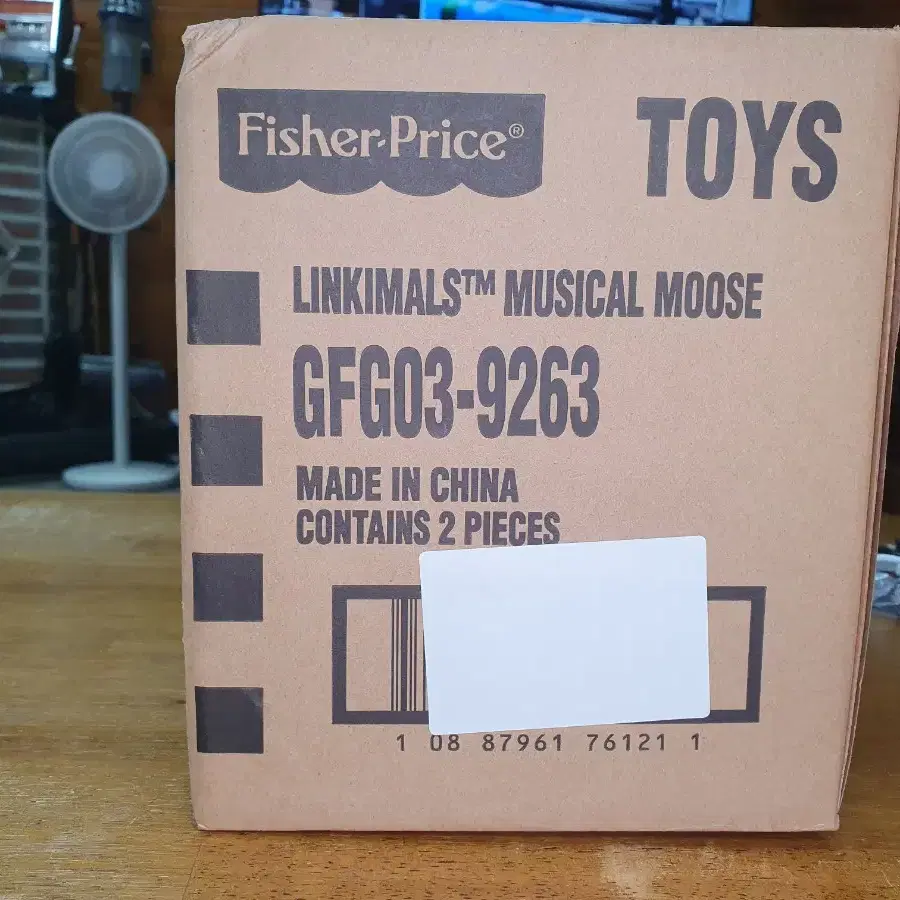 Fisher-Price®
TOYS
LINKIMALS™ MUSICAL MOOSE
GFG03-9263
MADE IN CHINA
CONTAINS 2 PIECES
1 08 87961 76121 1